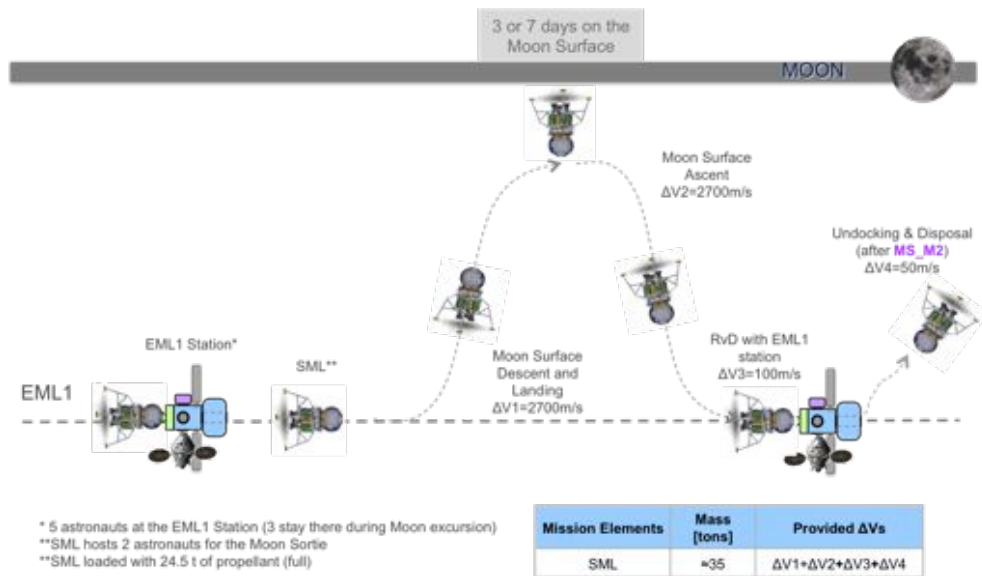 3 or 7 days on the
Moon Surface
MOON
Moon Surface
Ascent
ΔV2=2700m/s
Undocking & Disposal
(after MS_M2)
ΔV4=50m/s
EML1 Station*
SML**
Moon Surface
Descent and
Landing
ΔV1=2700m/s
RvD with EML1
station
ΔV3=100m/s
EML1
* 5 astronauts at the EML1 Station (3 stay there during Moon excursion)
**SML hosts 2 astronauts for the Moon Sortie
**SML loaded with 24.5 t of propellant (full)
Mission Elements
Mass
[tons]
Provided ΔVs
SML
≈35
ΔV1+ΔV2+ΔV3+ΔV4